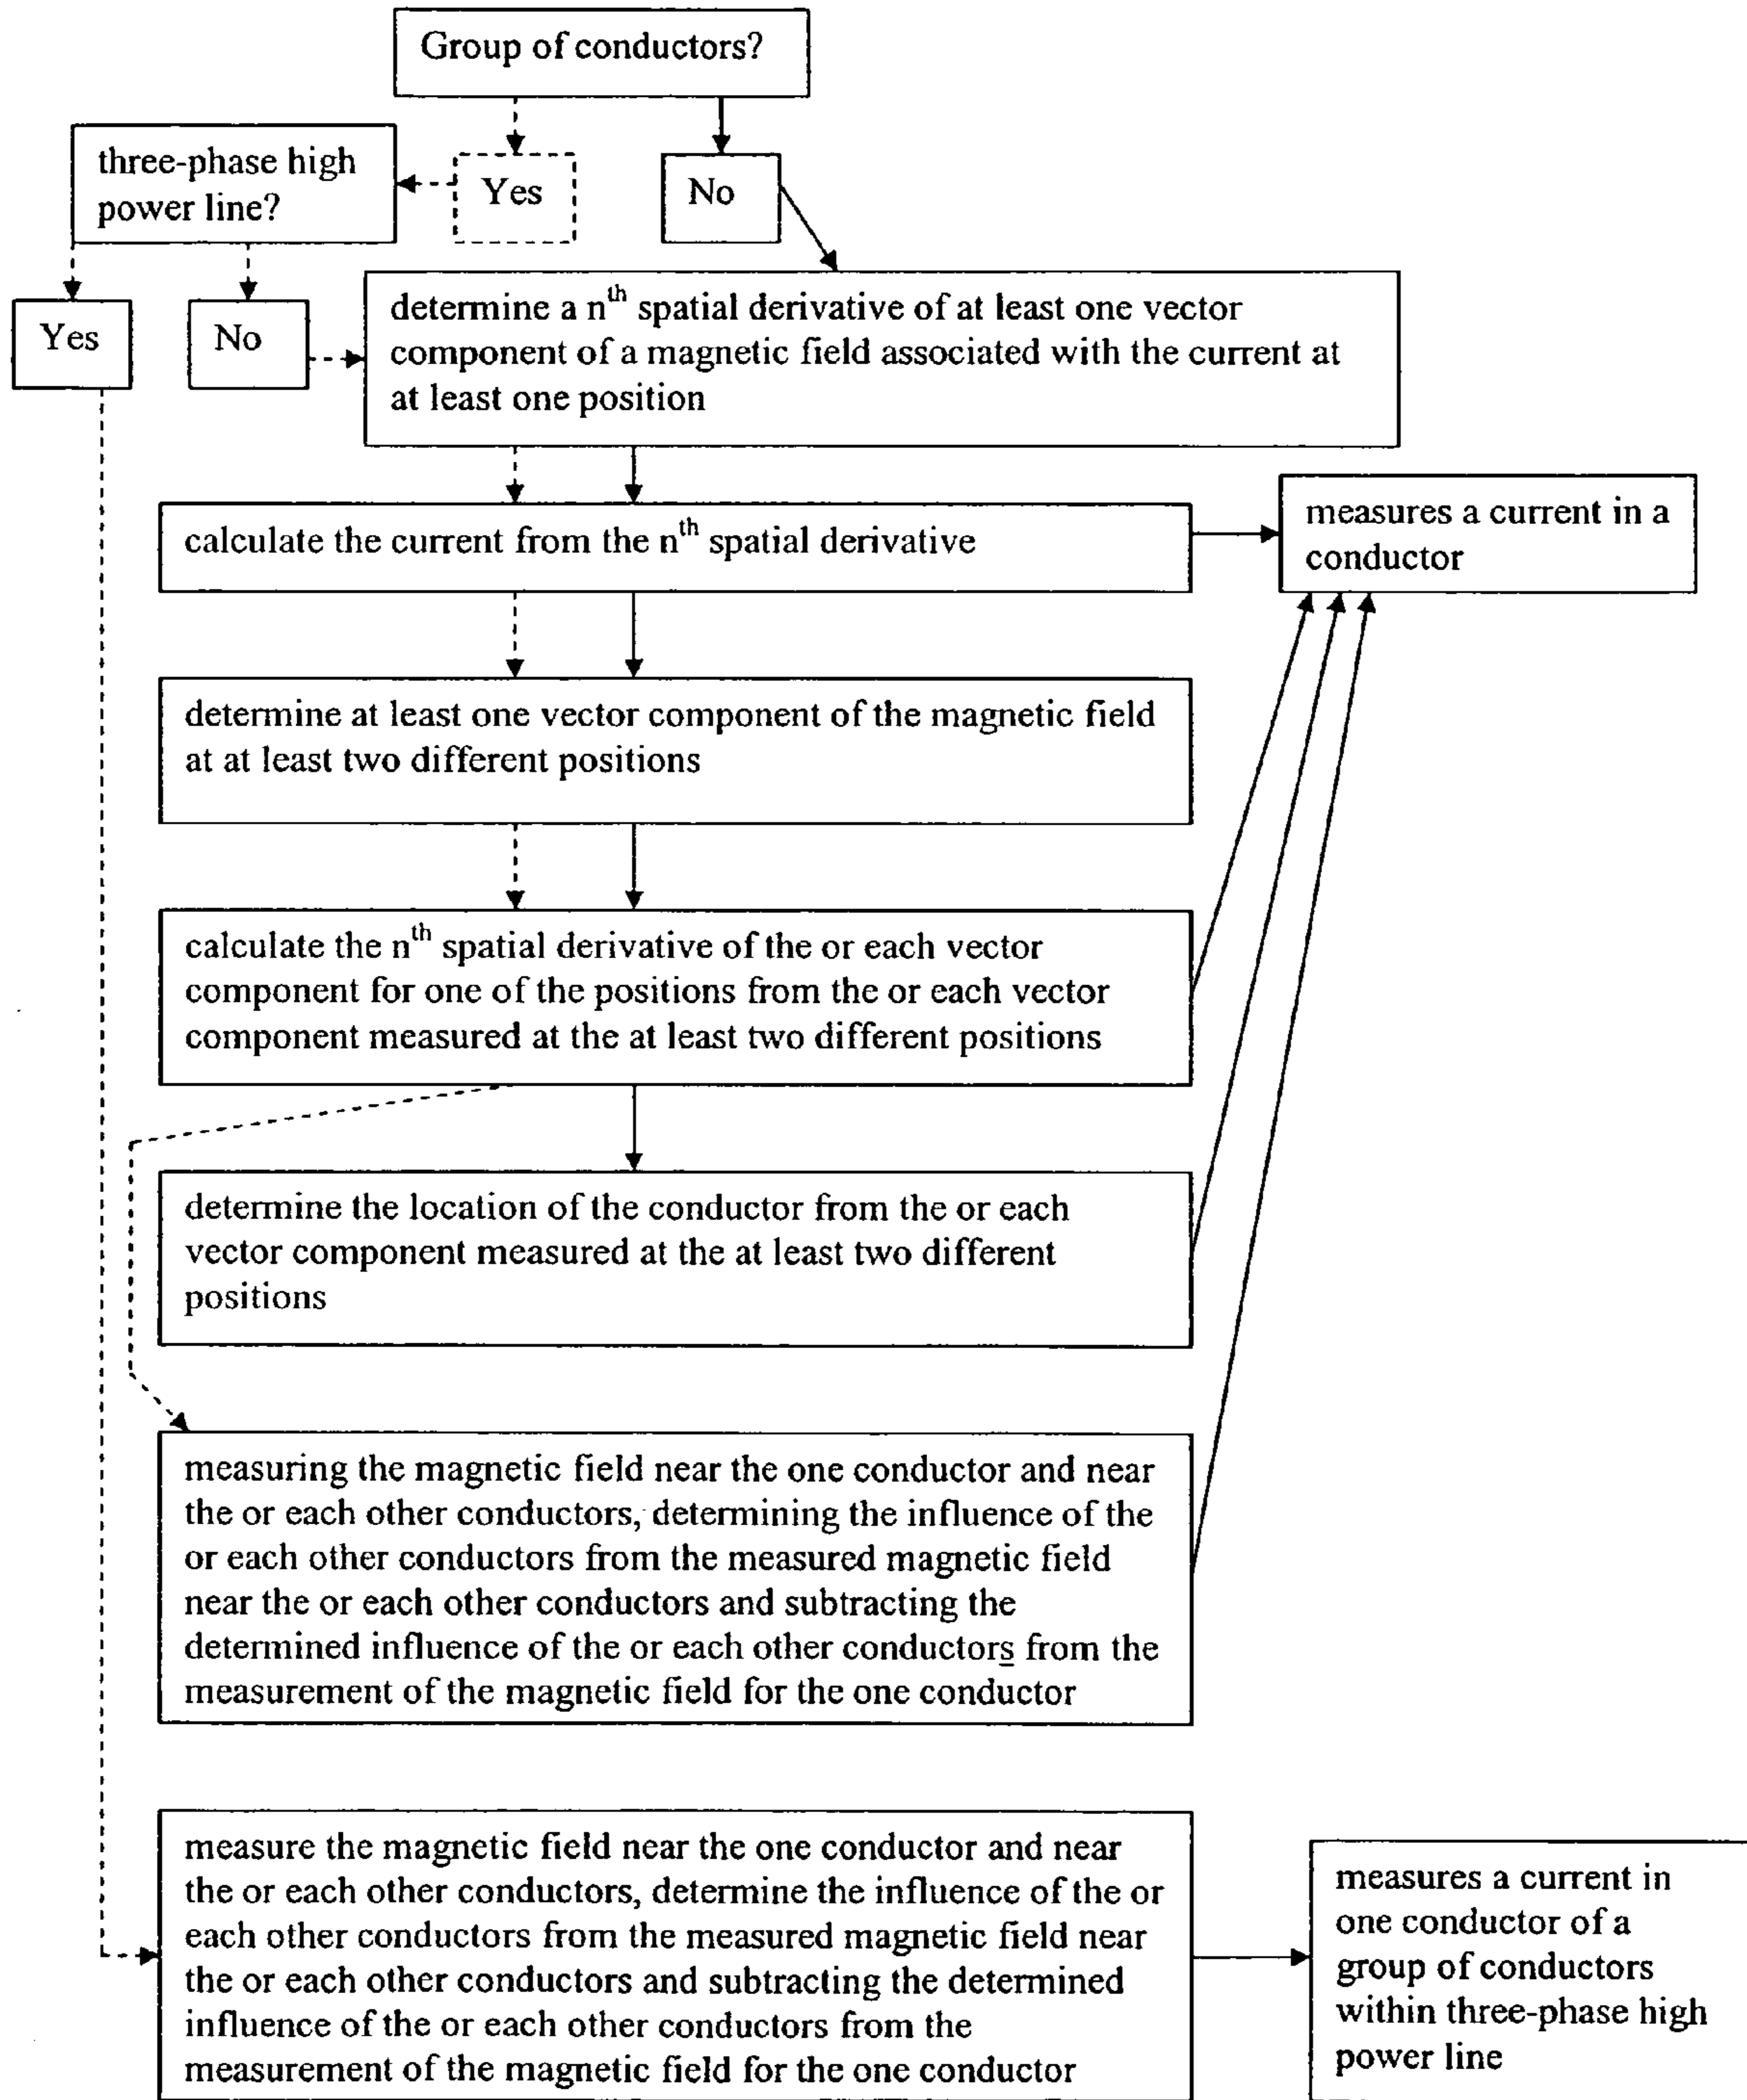 Group of conductors?
three-phase high
power line?
Yes
No
Yes
No
determine a nth spatial derivative of at least one vector
component of a magnetic field associated with the current at
at least one position
calculate the current from the nth spatial derivative
measures a current in a
conductor
determine at least one vector component of the magnetic field
at at least two different positions
calculate the nth spatial derivative of the or each vector
component for one of the positions from the or each vector
component measured at the at least two different positions
determine the location of the conductor from the or each
vector component measured at the at least two different
positions
measuring the magnetic field near the one conductor and near
the or each other conductors, determining the influence of the
or each other conductors from the measured magnetic field
near the or each other conductors and subtracting the
determined influence of the or each other conductors from the
measurement of the magnetic field for the one conductor
measure the magnetic field near the one conductor and near
the or each other conductors, determine the influence of the or
each other conductors from the measured magnetic field near
the or each other conductors and subtracting the determined
influence of the or each other conductors from the
measurement of the magnetic field for the one conductor
measures a current in
one conductor of a
group of conductors
within three-phase high
power line